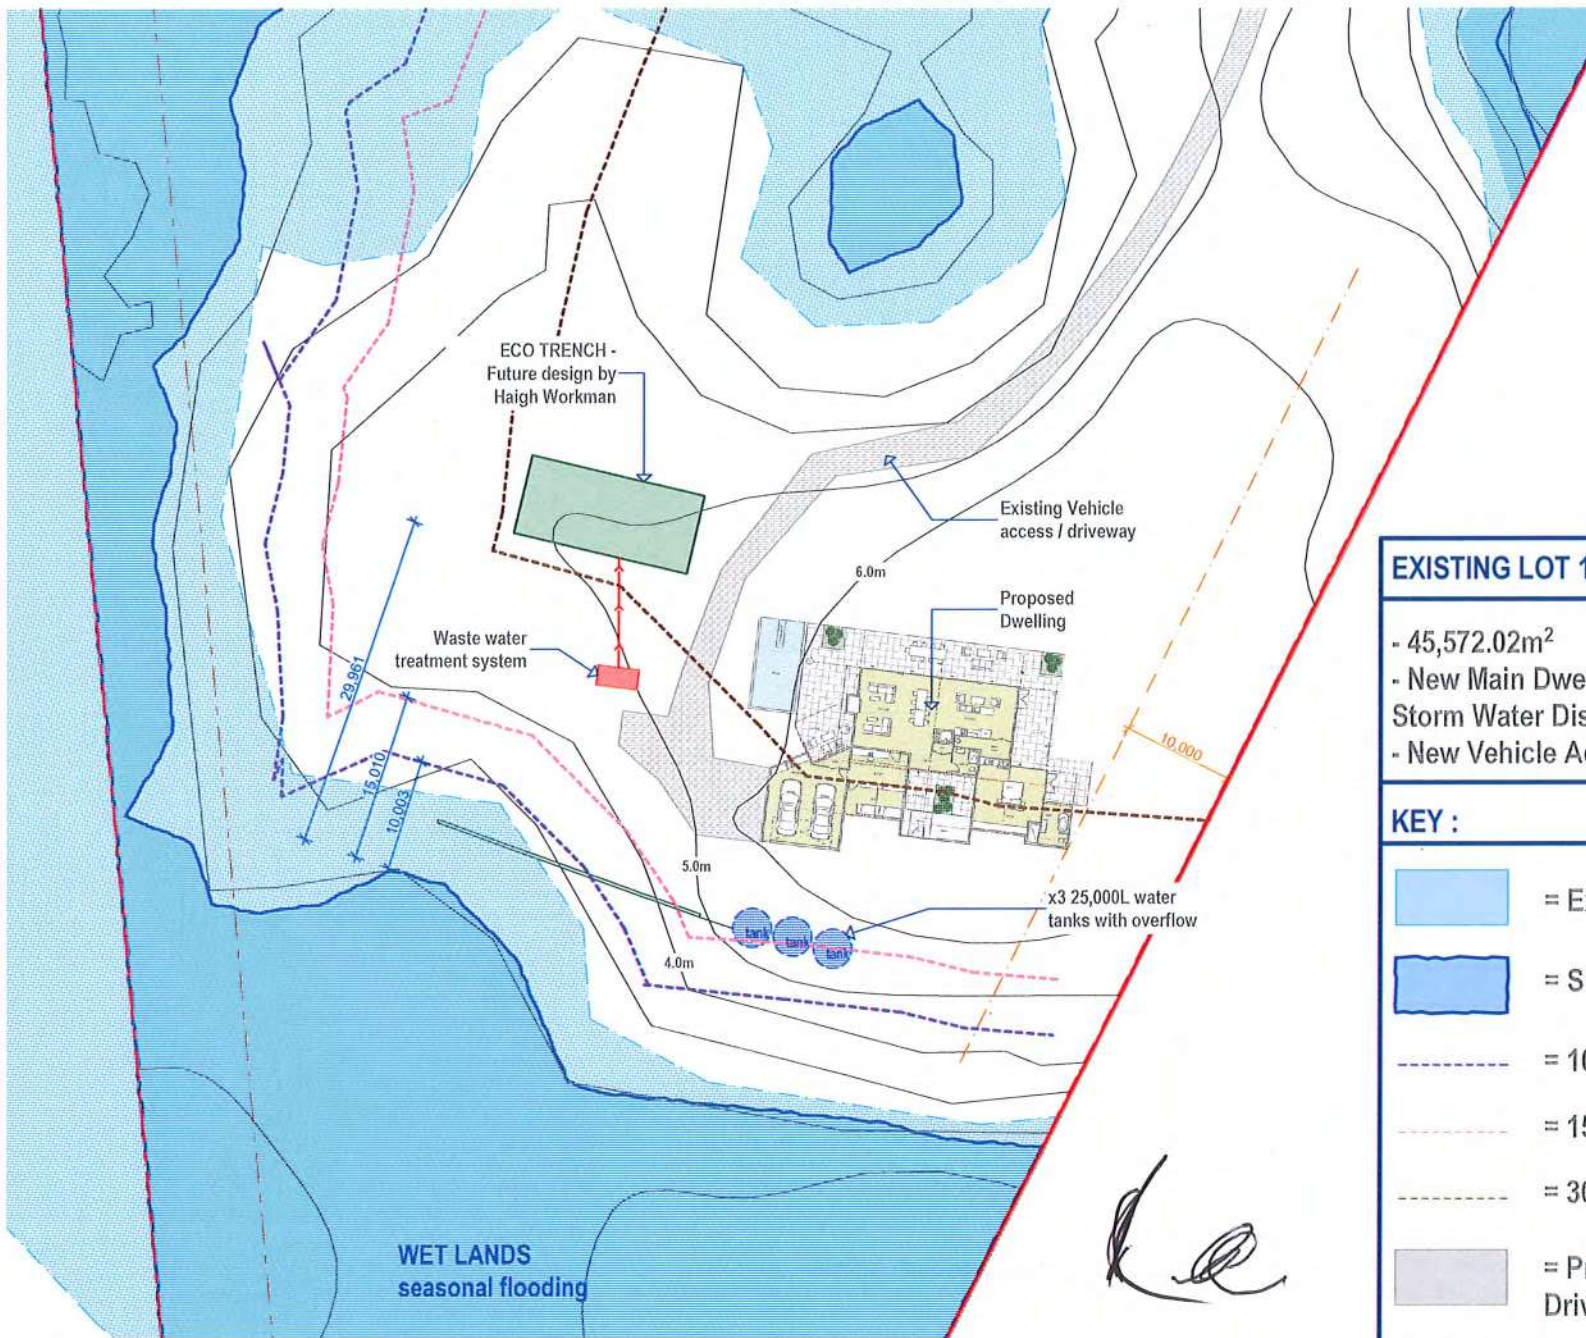 ECO TRENCH -
Future design by
Haigh Workman
Existing Vehicle
access / driveway
6.0m
Proposed
Dwelling
Waste water
treatment system
29,961
15,010
10,003
10,000
5.0m
4.0m
x3 25,000L water
tanks with overflow
tank
tank
tank
WET LANDS
seasonal flooding
EXISTING LOT 1
- 45,572.02m²
- New Main Dwe
Storm Water Dis
- New Vehicle A
KEY :
= E
= S
= 10
= 15
= 30
= P
Driv